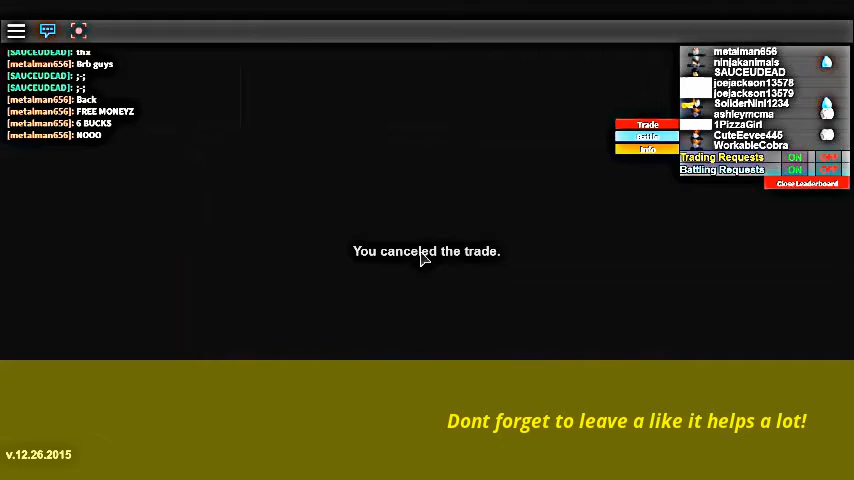 [SAUCEUDEAD]: thx
[metalman656]: Brb guys
[SAUCEUDEAD]: ;-;
[SAUCEUDEAD]: ;-;
[metalman656]: Back
[metalman656]: FREE MONEYZ
[metalman656]: 6 BUCKS
[metalman656]: NOOO
metalman656
ninjakanimals
SAUCEUDEAD
joejackson13578
joejackson13579
SoliderNini1234
ashleymcma
1PizzaGirl
CuteEevee445
WorkableCobra
Trade
Battle
Info
Trading Requests ON OFF
Battling Requests ON OFF
Close Leaderboard
You canceled the trade.
Dont forget to leave a like it helps a lot!
v.12.26.2015